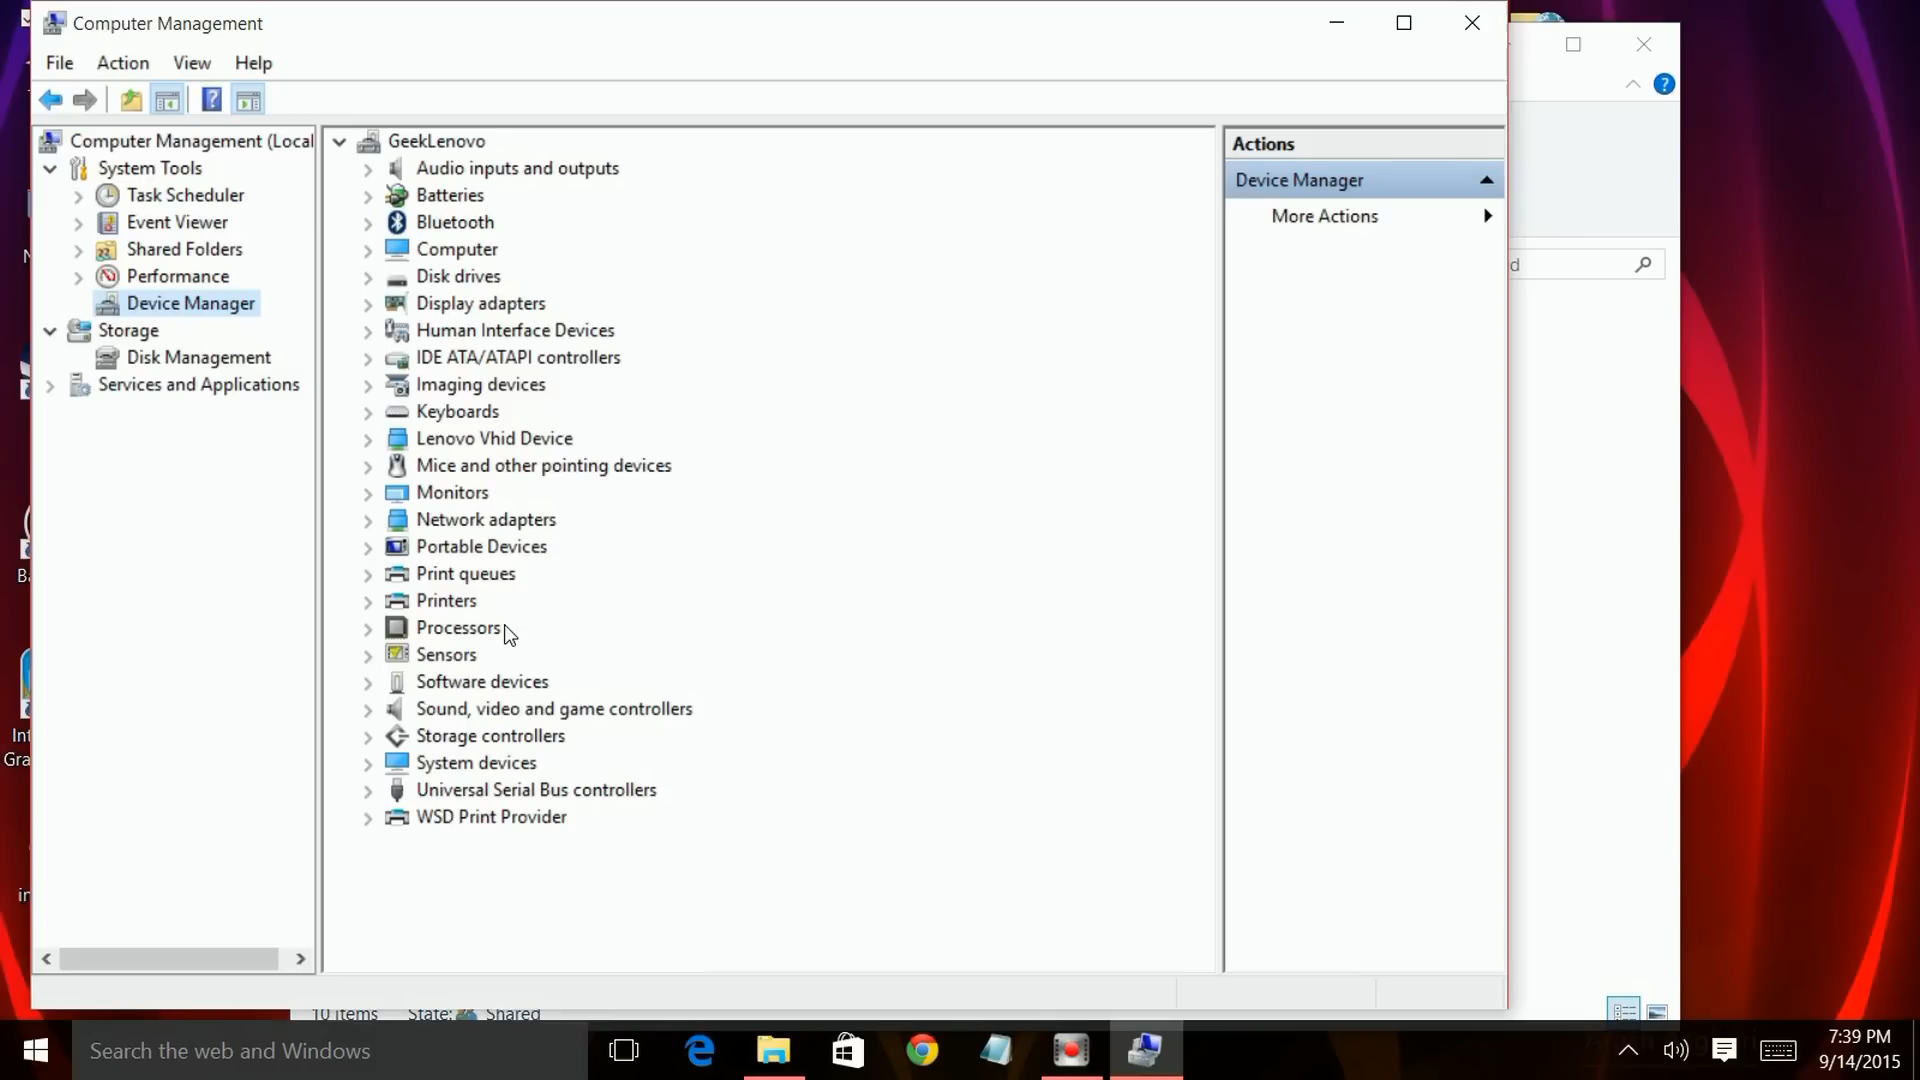 Computer Management
File Action View Help
Computer Management (Local
System Tools
Task Scheduler
Event Viewer
Shared Folders
Performance
Device Manager
Storage
Disk Management
Services and Applications
GeekLenovo
Audio inputs and outputs
Batteries
Bluetooth
Computer
Disk drives
Display adapters
Human Interface Devices
IDE ATA/ATAPI controllers
Imaging devices
Keyboards
Lenovo Vhid Device
Mice and other pointing devices
Monitors
Network adapters
Portable Devices
Print queues
Printers
Processors
Sensors
Software devices
Sound, video and game controllers
Storage controllers
System devices
Universal Serial Bus controllers
WSD Print Provider
Actions
Device Manager
More Actions
d
N
Ba
Int
Gra
in
10 items State: Shared
Search the web and Windows
7:39 PM
9/14/2015